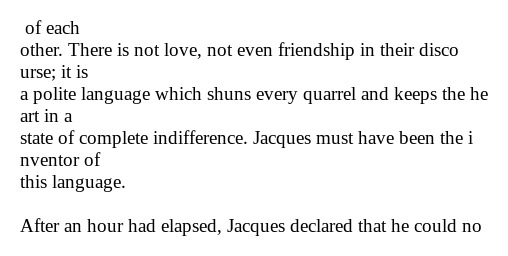 of each
other. There is not love, not even friendship in their disco
urse; it is
a polite language which shuns every quarrel and keeps the he
art in a
state of complete indifference. Jacques must have been the i
nventor of
this language.

After an hour had elapsed, Jacques declared that he could no